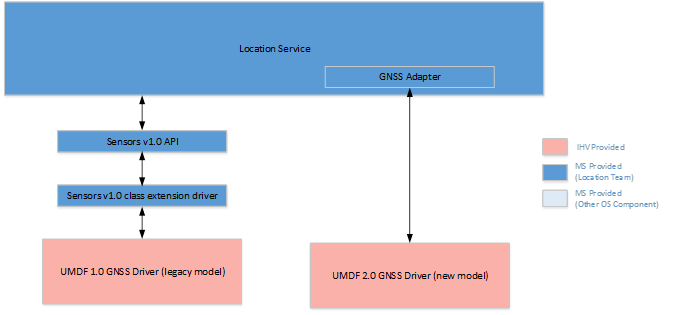 Location Service
GNSS Adapter
Sensors v1.0 API
Sensors v1.0 class extension driver
UMDF 1.0 GNSS Driver (legacy model)
UMDF 2.0 GNSS Driver (new model)
IHV Provided
MS Provided
(Location Team)
MS Provided
(Other OS Component)